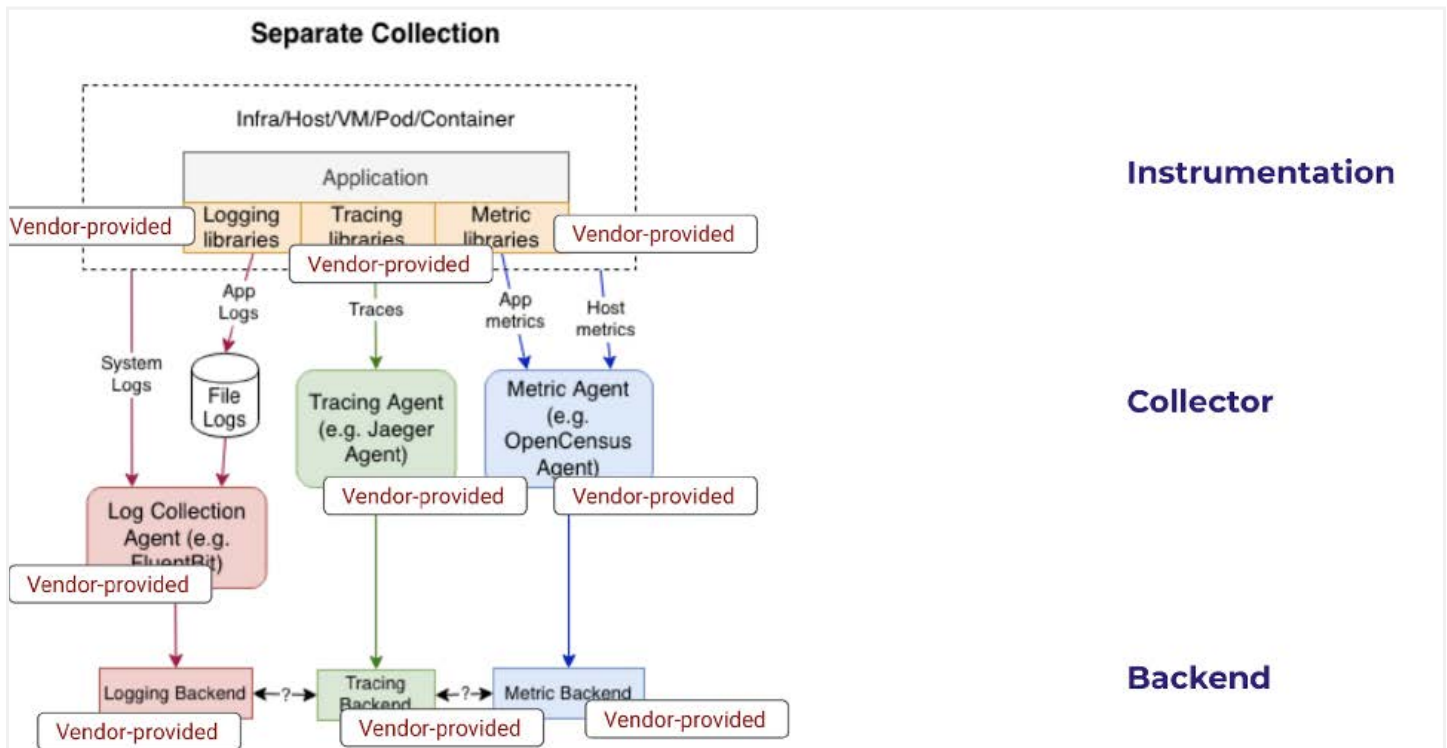 Separate Collection
Infra/Host/VM/Pod/Container
Instrumentation
Application
Logging
libraries
Tracing
libraries
Metric
libraries
Vendor-provided
Vendor-provided
Vendor-provided
App
Logs
Traces
App
metrics
Host
metrics
System
Logs
File
Logs
Tracing Agent
(e.g. Jaeger
Agent)
Metric Agent
(e.g.
OpenCensus
Agent)
Collector
Vendor-provided
Vendor-provided
Log Collection
Agent (e.g.
FluentBit)
Vendor-provided
Logging Backend
?
Tracing
Backend
?
Metric Backend
Backend
Vendor-provided
Vendor-provided
Vendor-provided